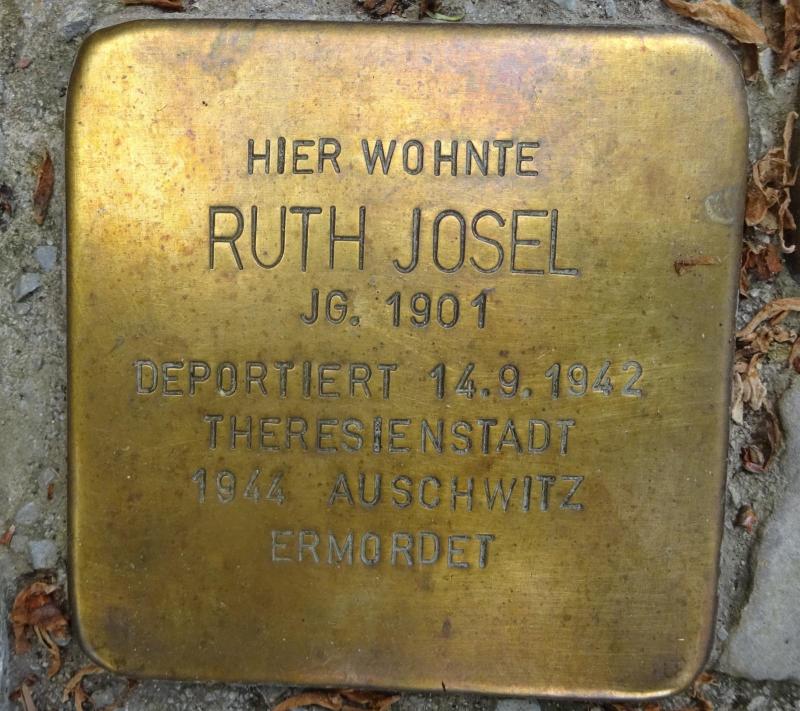 HIER WOHNTE
RUTH JOSEL
JG. 1901
DEPORTIERT 14.9.1942
THERESIENSTADT
1944 AUSCHWITZ
ERMORDET